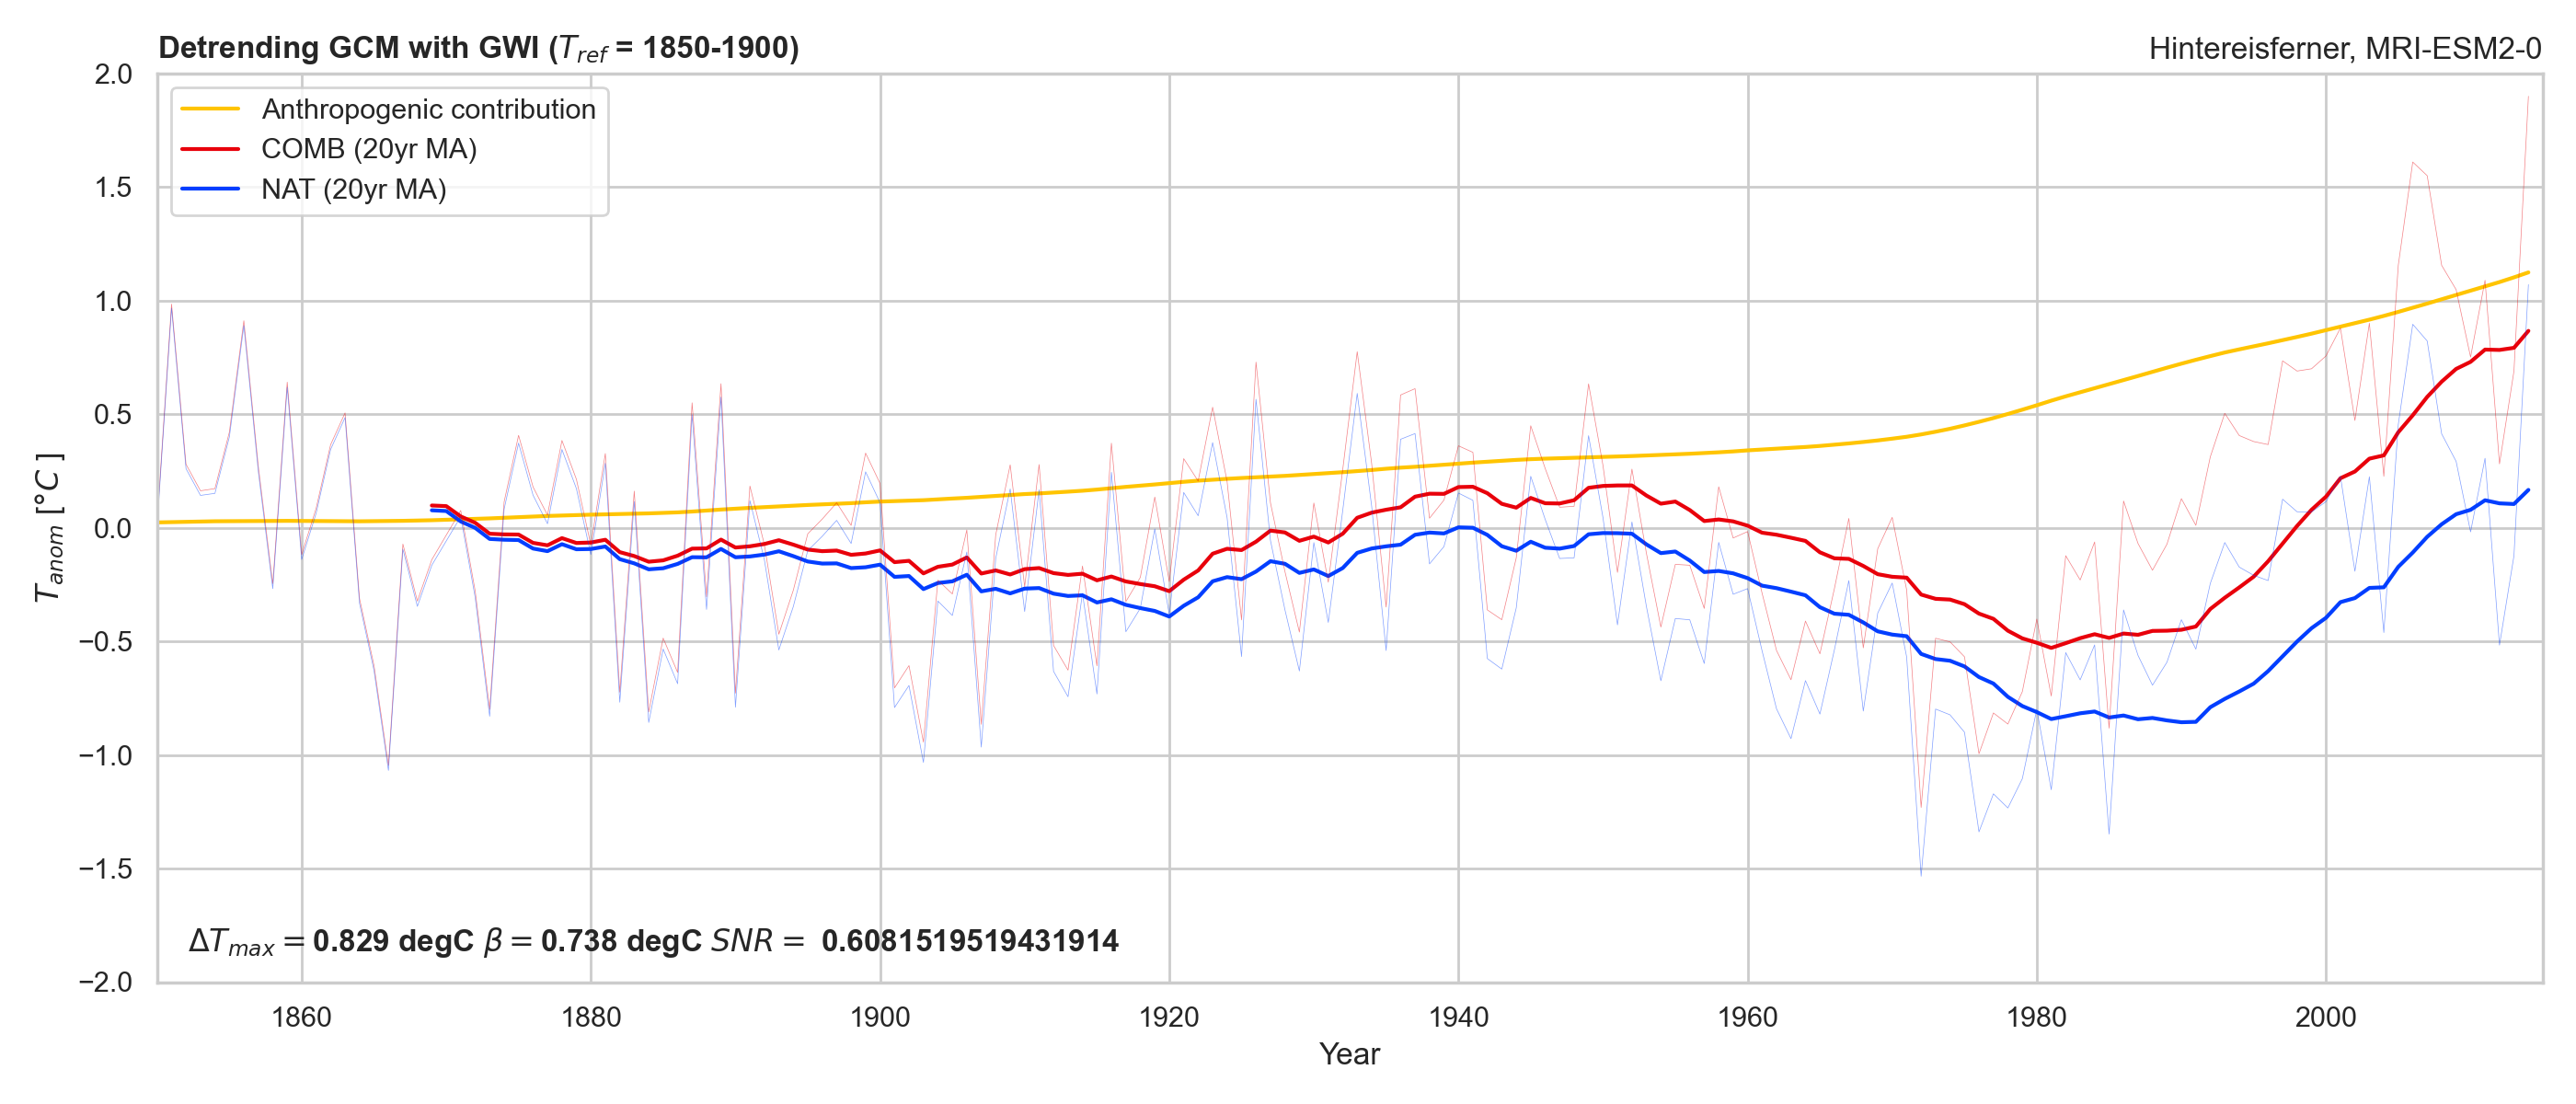 Detrending GCM with GWI (T_ref = 1850-1900)
Hintereisferner, MRI-ESM2-0
Anthropogenic contribution
COMB (20yr MA)
NAT (20yr MA)
2.0
1.5
1.0
0.5
0.0
−0.5
−1.0
−1.5
−2.0
T_anom [°C ]
ΔT_max = 0.829 degC β = 0.738 degC SNR = 0.6081519519431914
1860 1880 1900 1920 1940 1960 1980 2000
Year